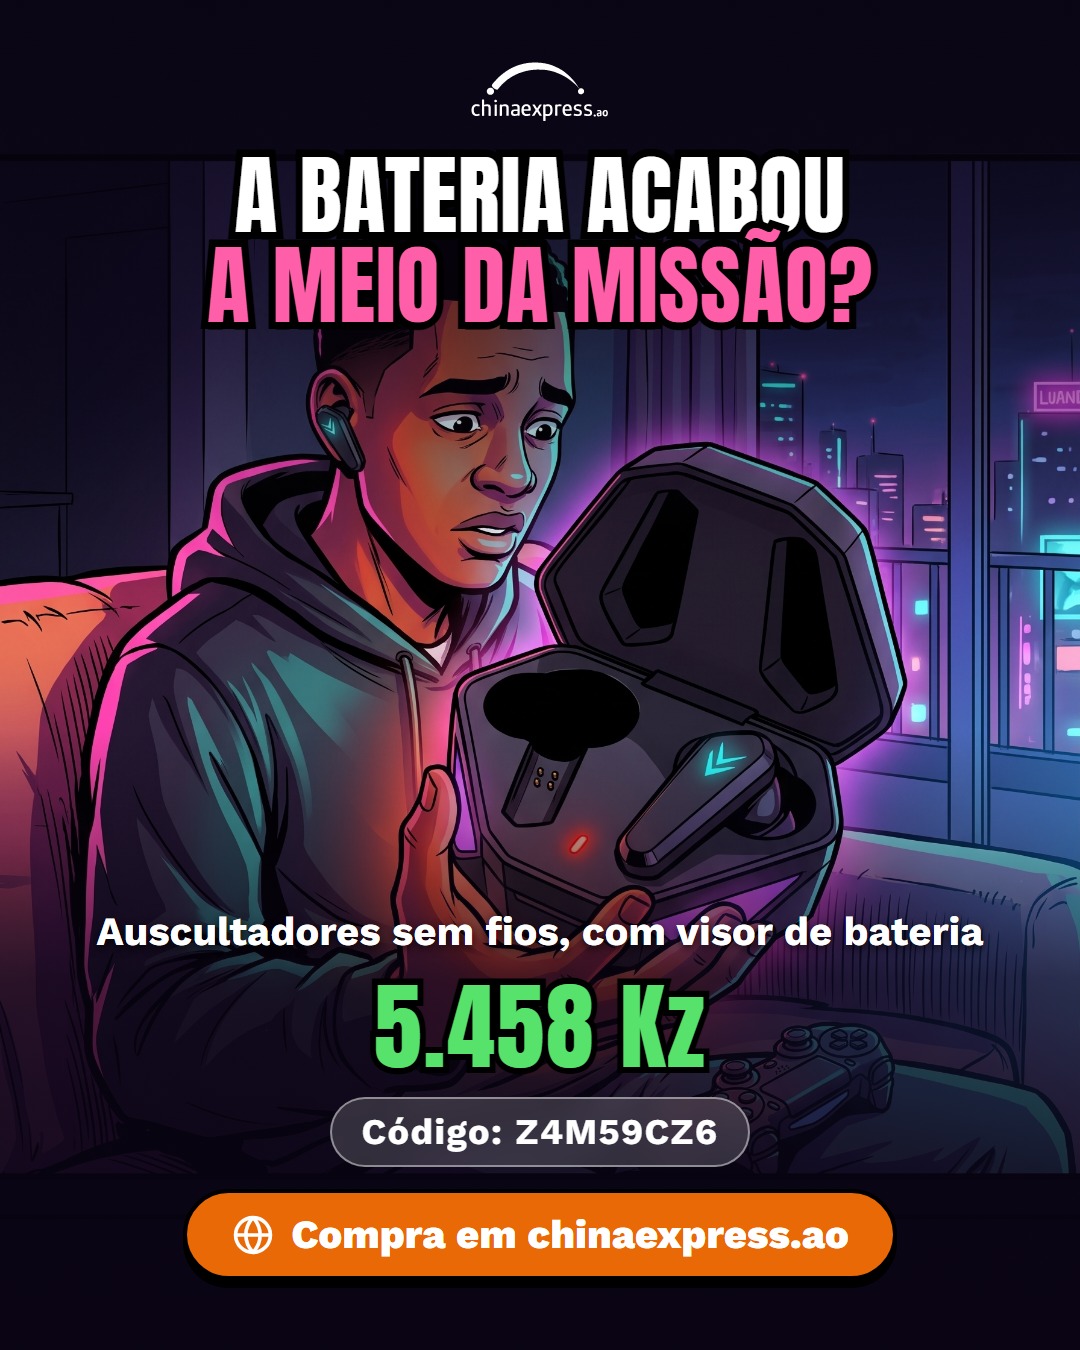 chinaexpress.ao
A BATERIA ACABOU
A MEIO DA MISSÃO?
Auscultadores sem fios, com visor de bateria
5.458 Kz
Código: Z4M59CZ6
Compra em chinaexpress.ao